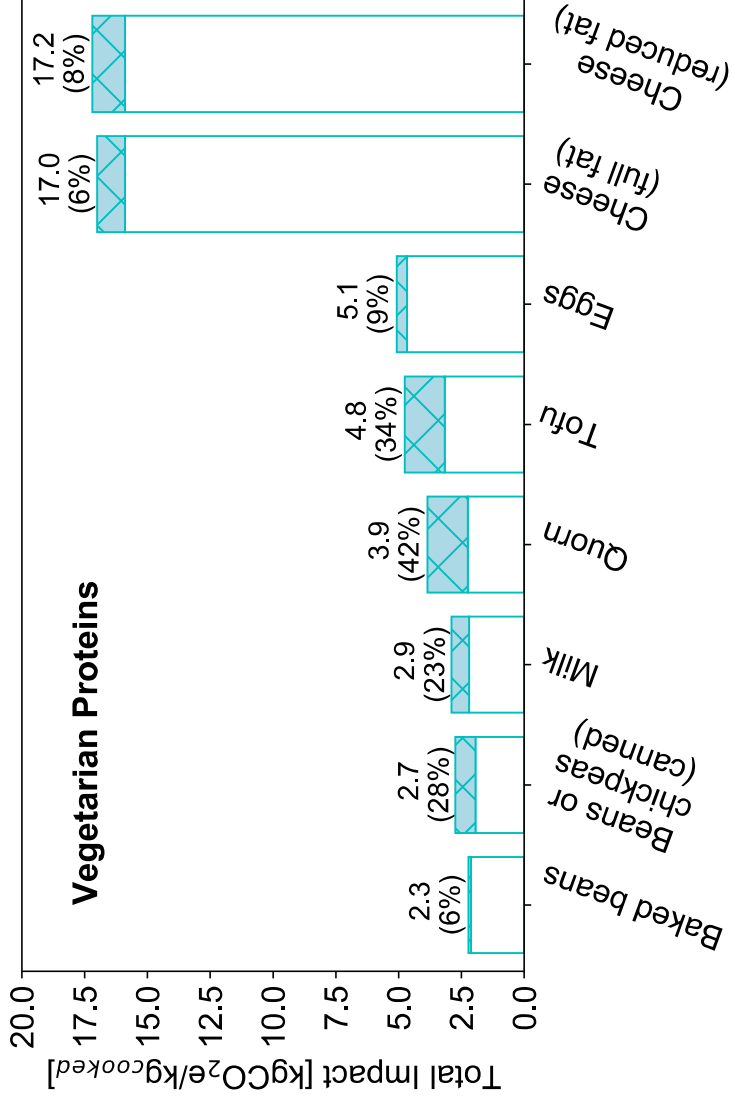 Vegetarian Proteins
Total Impact [kgCO₂e/kg_cooked]
20.0
17.5
15.0
12.5
10.0
7.5
5.0
2.5
0.0
2.3
(6%)
2.7
(28%)
2.9
(23%)
3.9
(42%)
4.8
(34%)
5.1
(9%)
17.0
(6%)
17.2
(8%)
Baked beans
Beans or
chickpeas
(canned)
Milk
Quorn
Tofu
Eggs
Cheese
(full fat)
Cheese
(reduced fat)